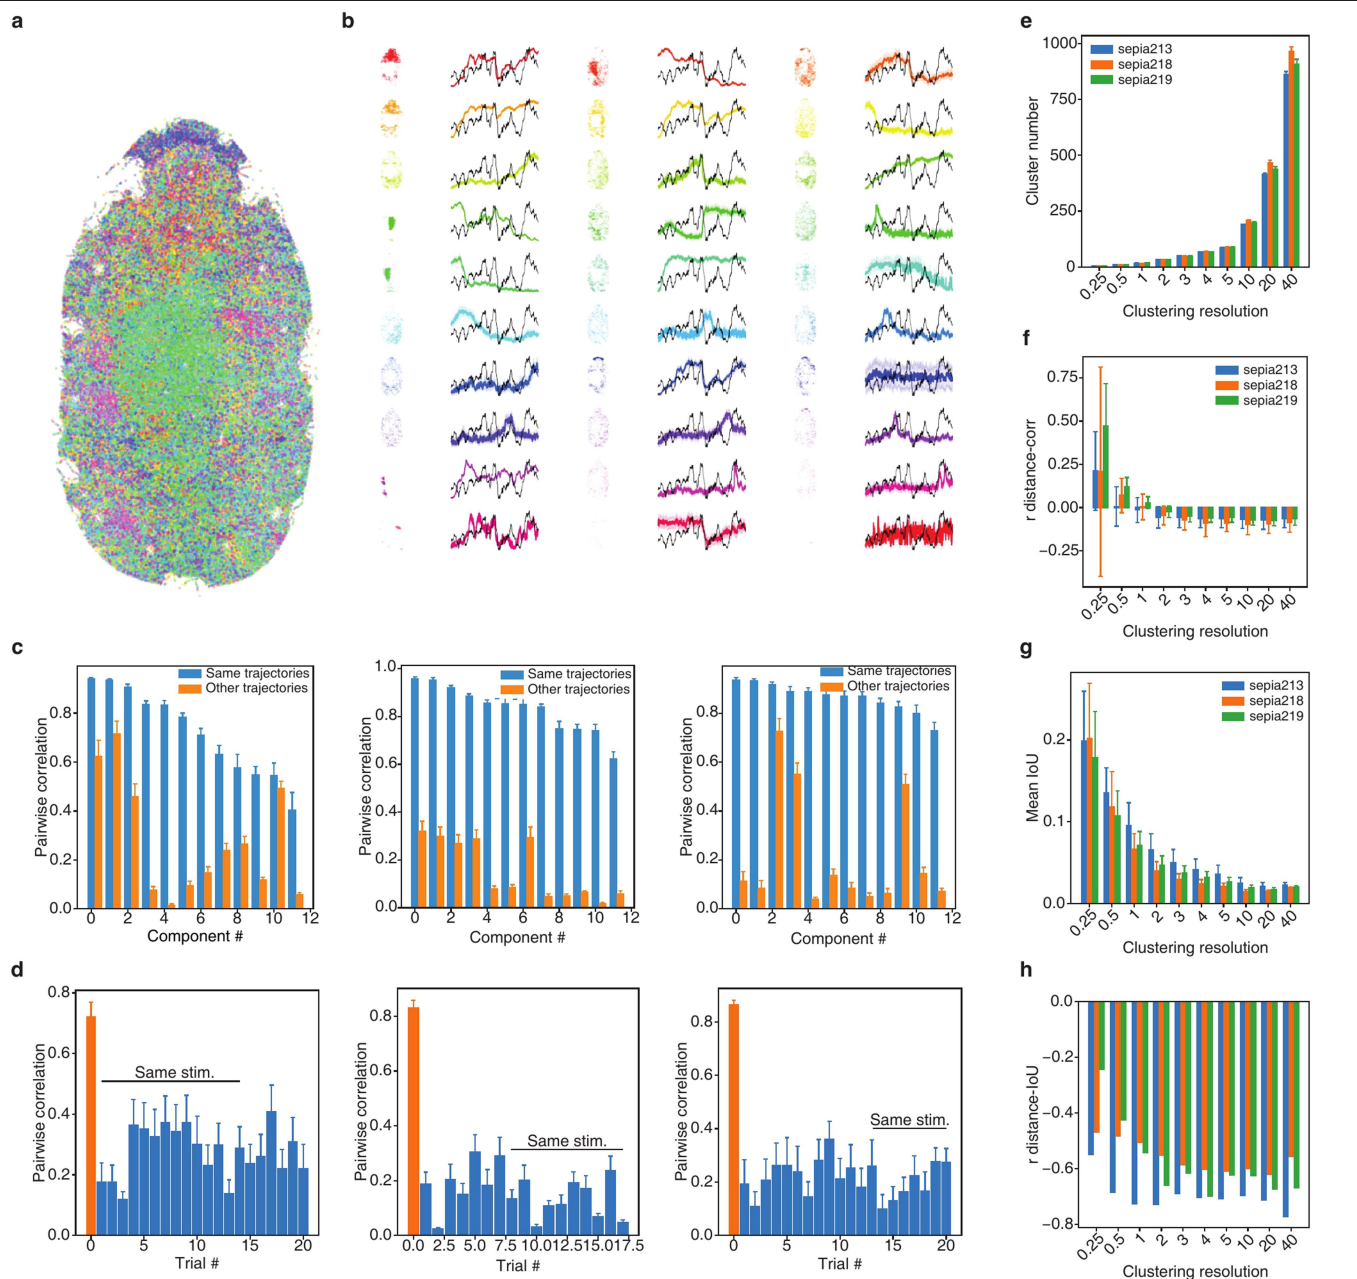 a
b
c
Pairwise correlation
0.8
0.6
0.4
0.2
0.0
Same trajectories
Other trajectories
0 2 4 6 8 10 12
Component #
Pairwise correlation
1.0
0.8
0.6
0.4
0.2
0.0
Same trajectories
Other trajectories
0 2 4 6 8 10 12
Component #
Pairwise correlation
0.8
0.6
0.4
0.2
0.0
Same trajectories
Other trajectories
0 2 4 6 8 10 12
Component #
d
Pairwise correlation
0.8
0.6
0.4
0.2
0.0
Same stim.
0 5 10 15 20
Trial #
Pairwise correlation
0.8
0.6
0.4
0.2
0.0
Same stim.
0.0 2.5 5.0 7.5 10.0 12.5 15.0 17.5
Trial #
Pairwise correlation
0.8
0.6
0.4
0.2
0.0
Same stim.
0 5 10 15 20
Trial #
e
Cluster number
1000
750
500
250
0
sepia213
sepia218
sepia219
0.25 0.5 1 2 3 4 5 10 20 40
Clustering resolution
f
r distance-corr
0.75
0.50
0.25
0.00
−0.25
sepia213
sepia218
sepia219
0.25 0.5 1 2 3 4 5 10 20 40
Clustering resolution
g
Mean IoU
0.2
0.1
0.0
sepia213
sepia218
sepia219
0.25 0.5 1 2 3 4 5 10 20 40
Clustering resolution
h
r distance-IoU
0.0
−0.2
−0.4
−0.6
−0.8
0.25 0.5 1 2 3 4 5 10 20 40
Clustering resolution